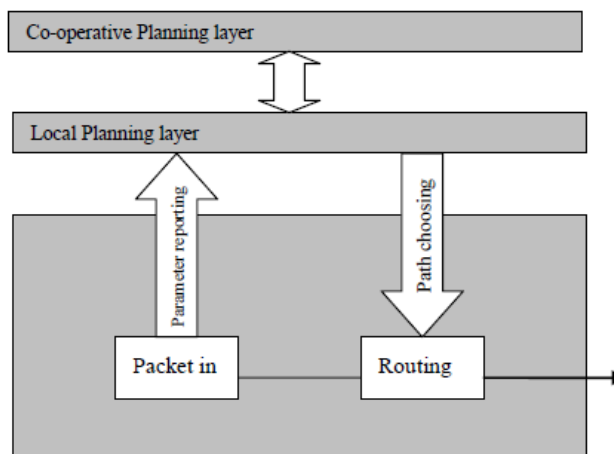 Co-operative Planning layer
Local Planning layer
Parameter reporting
Path choosing
Packet in
Routing